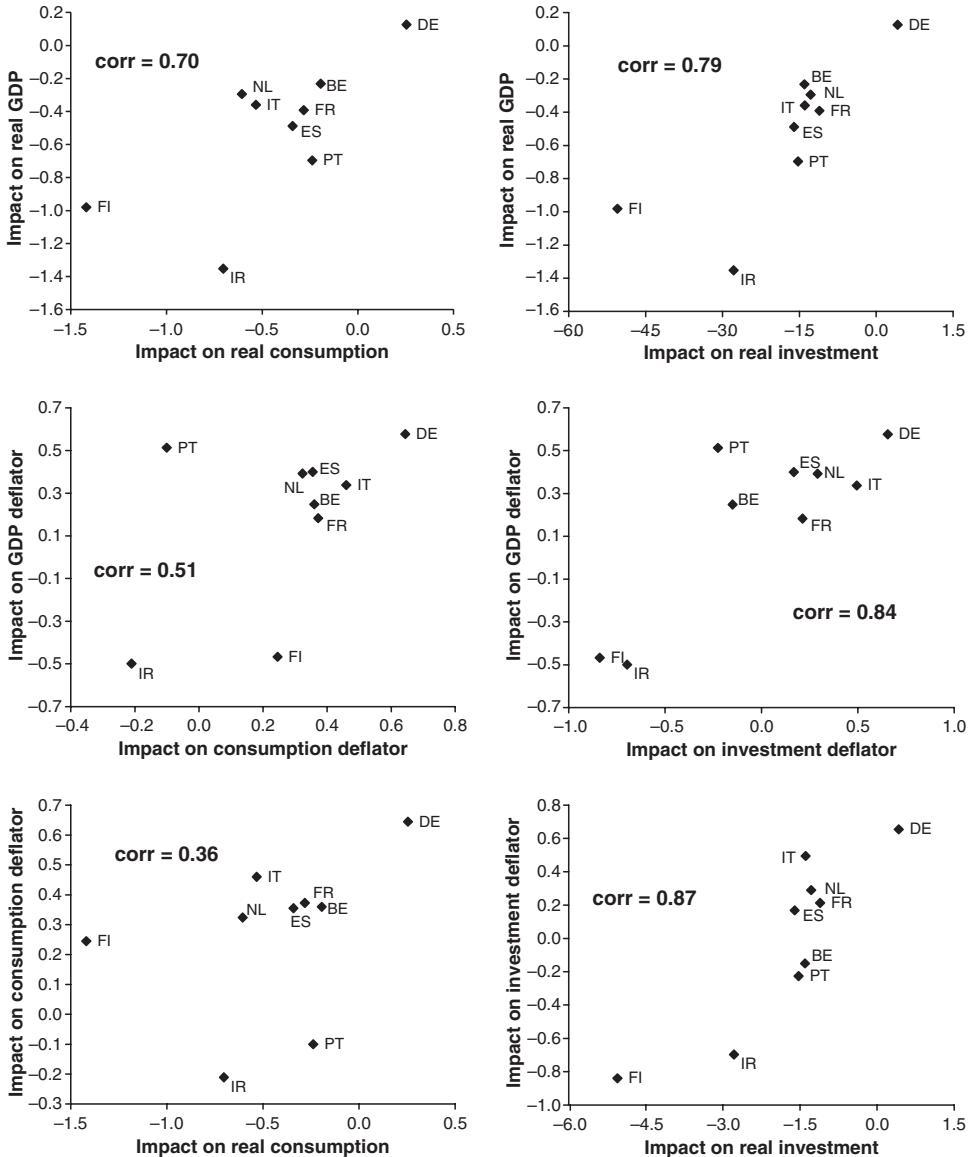 Impact on real GDP
0.2
0.0
−0.2
−0.4
−0.6
−0.8
−1.0
−1.2
−1.4
−1.6
corr = 0.70
DE
NL
BE
IT
FR
ES
PT
FI
IR
−1.5
−1.0
−0.5
0.0
0.5
Impact on real consumption
Impact on real GDP
0.2
0.0
−0.2
−0.4
−0.6
−0.8
−1.0
−1.2
−1.4
−1.6
corr = 0.79
DE
BE
NL
IT
FR
ES
PT
FI
IR
−6.0
−4.5
−3.0
−1.5
0.0
1.5
Impact on real investment
Impact on GDP deflator
0.7
0.5
0.3
0.1
−0.1
−0.3
−0.5
−0.7
DE
PT
ES
NL
IT
BE
FR
corr = 0.51
FI
IR
−0.4
−0.2
0.0
0.2
0.4
0.6
0.8
Impact on consumption deflator
Impact on GDP deflator
0.7
0.5
0.3
0.1
−0.1
−0.3
−0.5
−0.7
DE
PT
ES
NL
IT
BE
FR
corr = 0.84
FI
IR
−1.0
−0.5
0.0
0.5
1.0
Impact on investment deflator
Impact on consumption deflator
0.7
0.6
0.5
0.4
0.3
0.2
0.1
0.0
−0.1
−0.2
−0.3
DE
corr = 0.36
IT
FR
NL
BE
ES
FI
PT
IR
−1.5
−1.0
−0.5
0.0
0.5
Impact on real consumption
Impact on investment deflator
0.8
0.6
0.4
0.2
0.0
−0.2
−0.4
−0.6
−0.8
−1.0
DE
IT
NL
corr = 0.87
FR
ES
BE
PT
IR
FI
−6.0
−4.5
−3.0
−1.5
0.0
1.5
Impact on real investment